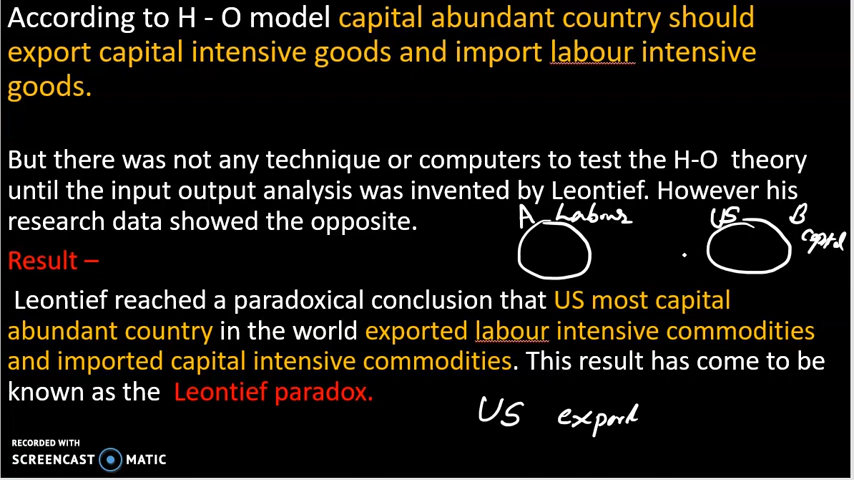 According to H - O model capital abundant country should
export capital intensive goods and import labour intensive
goods.
But there was not any technique or computers to test the H-O theory
until the input output analysis was invented by Leontief. However his
research data showed the opposite.
A Labour US B
Result –
Leontief reached a paradoxical conclusion that US most capital
abundant country in the world exported labour intensive commodities
and imported capital intensive commodities. This result has come to be
known as the Leontief paradox.
US export
RECORDED WITH
SCREENCAST MATIC